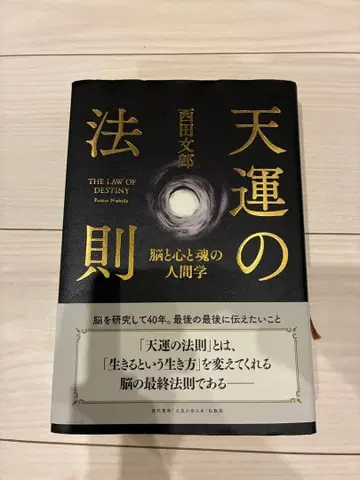 天運の
法則
西田文郎
THE LAW OF
DESTINY
Fumio Nishida
脳と心と魂の
人間学
脳を研究して40年。最後の最後に伝えたいこと
「天運の法則」とは、
「生きるという生き方」を変えてくれる
脳の最終法則である——